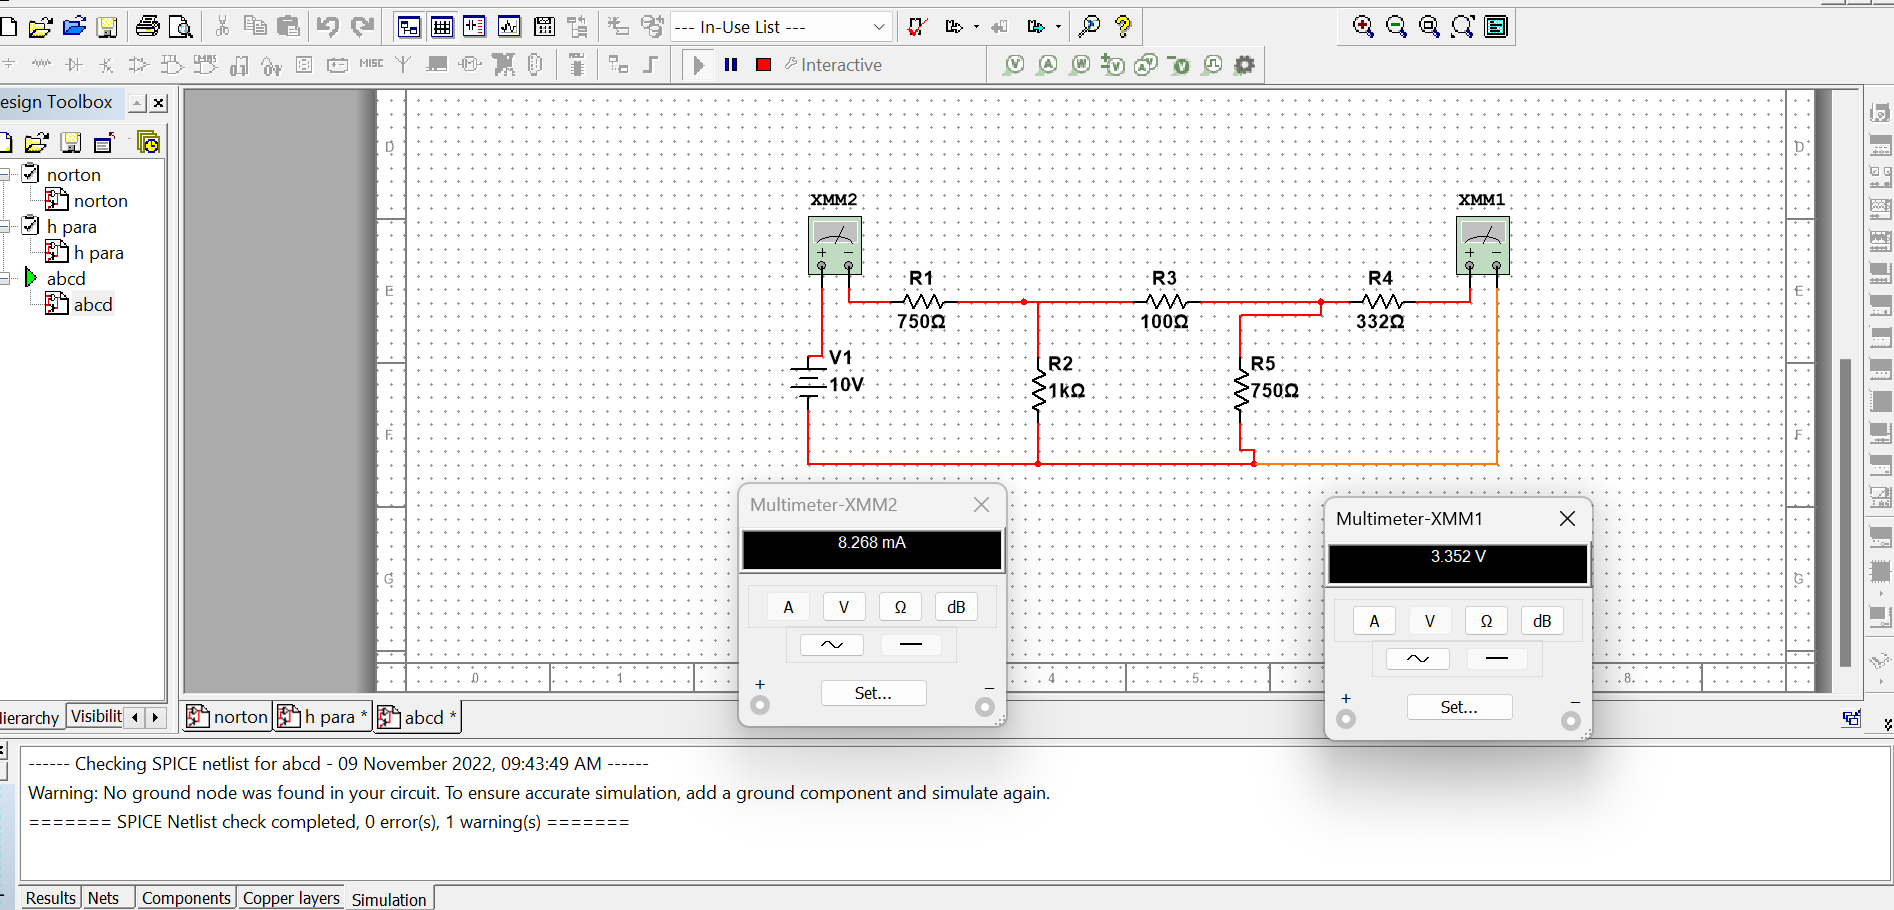 --- In-Use List ---
MISC
Interactive
esign Toolbox
norton
norton
h para
h para
abcd
abcd
ierarchy
Visibilit
D
E
F
G
D
E
F
G
XMM2
XMM1
R1
R3
R4
750Ω
100Ω
332Ω
V1
10V
R2
1kΩ
R5
750Ω
0
1
4
5
8
Multimeter-XMM2
8.268 mA
A V Ω dB
+
−
Set...
Multimeter-XMM1
3.352 V
A V Ω dB
+
−
Set...
norton
h para *
abcd *
------ Checking SPICE netlist for abcd - 09 November 2022, 09:43:49 AM ------
Warning: No ground node was found in your circuit. To ensure accurate simulation, add a ground component and simulate again.
======= SPICE Netlist check completed, 0 error(s), 1 warning(s) =======
Results Nets Components Copper layers Simulation